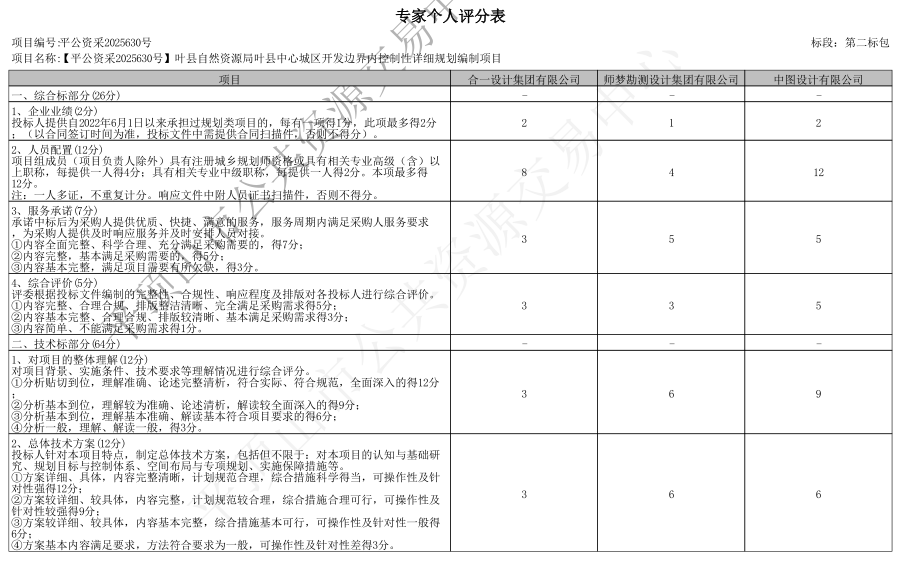 专家个人评分表
项目编号:平公资采2025630号
标段：第二标包
项目名称:【平公资采2025630号】叶县自然资源局叶县中心城区开发边界内控制性详细规划编制项目
项目 合一设计集团有限公司 师梦勘测设计集团有限公司 中图设计有限公司
一、综合标部分(26分) － － －
1、企业业绩(2分)
投标人提供自2022年6月1日以来承担过规划类项目的，每有一项得1分，此项最多得2分
；（以合同签订时间为准，投标文件中需提供合同扫描件，否则不得分）。
2 1 2
2、人员配置(12分)
项目组成员（项目负责人除外）具有注册城乡规划师资格或具有相关专业高级（含）以
上职称，每提供一人得4分；具有相关专业中级职称，每提供一人得2分。本项最多得
12分。
注：一人多证，不重复计分。响应文件中附人员证书扫描件，否则不得分。
8 4 12
3、服务承诺(7分)
承诺中标后为采购人提供优质、快捷、满意的服务，服务周期内满足采购人服务要求
，为采购人提供及时响应服务并及时安排人员对接。
①内容全面完整、科学合理、充分满足采购需要的，得7分；
②内容完整，基本满足采购需要的，得5分；
③内容基本完整，满足项目需要有所欠缺，得3分。
3 5 5
4、综合评价(5分)
评委根据投标文件编制的完整性、合规性、响应程度及排版对各投标人进行综合评价。
①内容完整、合理合规、排版整洁清晰、完全满足采购需求得5分；
②内容基本完整、合理合规、排版较清晰、基本满足采购需求得3分；
③内容简单、不能满足采购需求得1分。
3 3 5
二、技术标部分(64分) － － －
1、对项目的整体理解(12分)
对项目背景、实施条件、技术要求等理解情况进行综合评分。
①分析贴切到位，理解准确、论述完整清析，符合实际、符合规范，全面深入的得12分
；
②分析基本到位，理解较为准确、论述清析，解读较全面深入的得9分；
③分析基本到位，理解基本准确、解读基本符合项目要求的得6分；
④分析一般，理解、解读一般，得3分。
3 6 9
2、总体技术方案(12分)
投标人针对本项目特点，制定总体技术方案，包括但不限于：对本项目的认知与基础研
究、规划目标与控制体系、空间布局与专项规划、实施保障措施等。
①方案详细、具体，内容完整清晰，计划规范合理，综合措施科学得当，可操作性及针
对性强得12分；
②方案较详细、较具体，内容完整，计划规范较合理，综合措施合理可行，可操作性及
针对性较强得9分；
③方案较详细、较具体，内容基本完整，综合措施基本可行，可操作性及针对性一般得
6分；
④方案基本内容满足要求，方法符合要求为一般，可操作性及针对性差得3分。
3 6 6
平顶山市公共资源交易中心
平顶山市公共资源交易中心